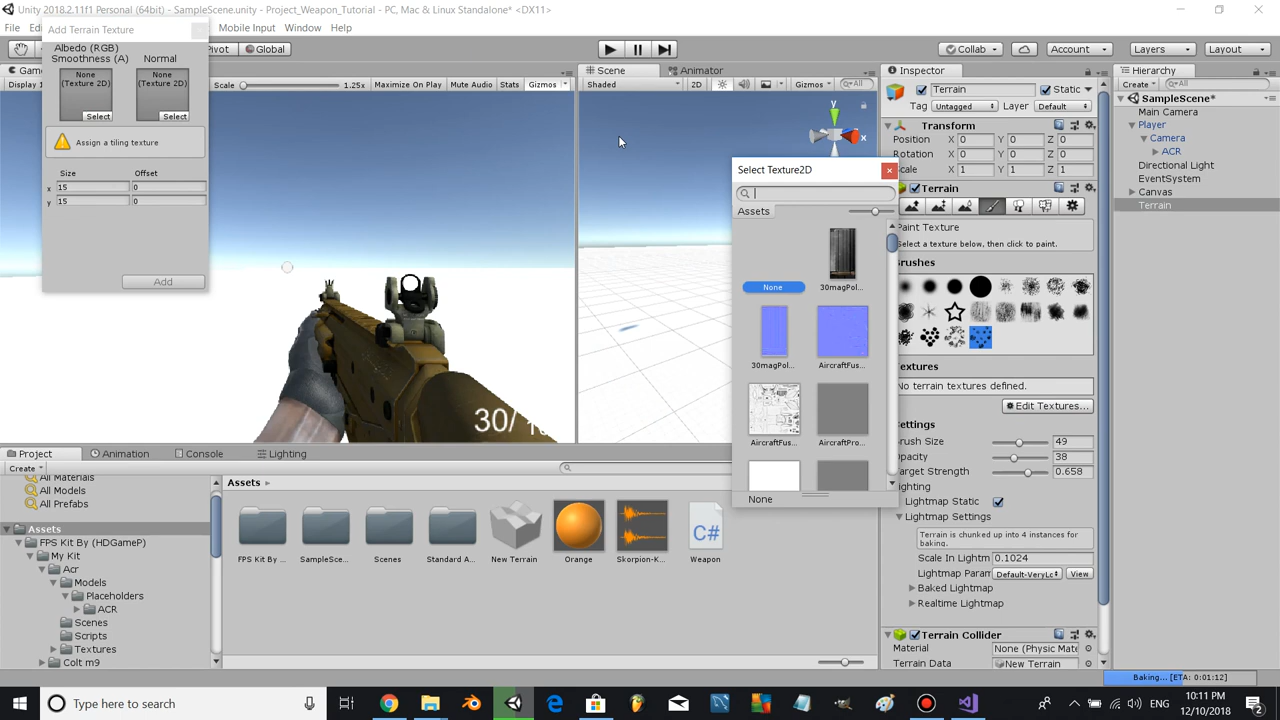 Unity 2018.2.11f1 Personal (64bit) - SampleScene.unity - Project_Weapon_Tutorial - PC, Mac & Linux Standalone* <DX11>
File
Mobile Input
Window
Help
Add Terrain Texture
Pivot
Global
Collab
Account
Layers
Layout
Albedo (RGB)
Smoothness (A)
Normal
None
(Texture 2D)
Select
None
(Texture 2D)
Select
Assign a tiling texture
Size
Offset
x 15 0
y 15 0
Add
Display 1
Scale
1.25x
Maximize On Play
Mute Audio
Stats
Gizmos
30/
Scene
Animator
Shaded
2D
Gizmos
All
y
x
Select Texture2D
Assets
None
30magPol...
30magPol...
AircraftFus...
AircraftFus...
AircraftPro...
None
Inspector
Terrain
Static
Tag
Untagged
Layer
Default
Transform
Position X 0 Y 0 Z 0
Rotation X 0 Y 0 Z 0
Scale X 1 Y 1 Z 1
Terrain
Paint Texture
Select a texture below, then click to paint.
Brushes
Textures
No terrain textures defined.
Edit Textures...
Settings
Brush Size 49
Opacity 38
Target Strength 0.658
Lighting
Lightmap Static
Lightmap Settings
Terrain is chunked up into 4 instances for
baking.
Scale In Lightm 0.1024
Lightmap Param Default-VeryLo View
Baked Lightmap
Realtime Lightmap
Terrain Collider
Material None (Physic Mate
Terrain Data New Terrain
Hierarchy
Create
All
SampleScene*
Main Camera
Player
Camera
ACR
Directional Light
EventSystem
Canvas
Terrain
Project
Animation
Console
Lighting
Create
All Materials
All Models
All Prefabs
Assets
FPS Kit By (HDGameP)
My Kit
Acr
Models
Placeholders
ACR
Scenes
Scripts
Textures
Colt m9
Assets
FPS Kit By ...
SampleSce...
Scenes
Standard A...
New Terrain
Orange
Skorpion-K...
C#
Weapon
Baking... [ETA: 0:01:12]
Type here to search
ENG
10:11 PM
12/10/2018
2